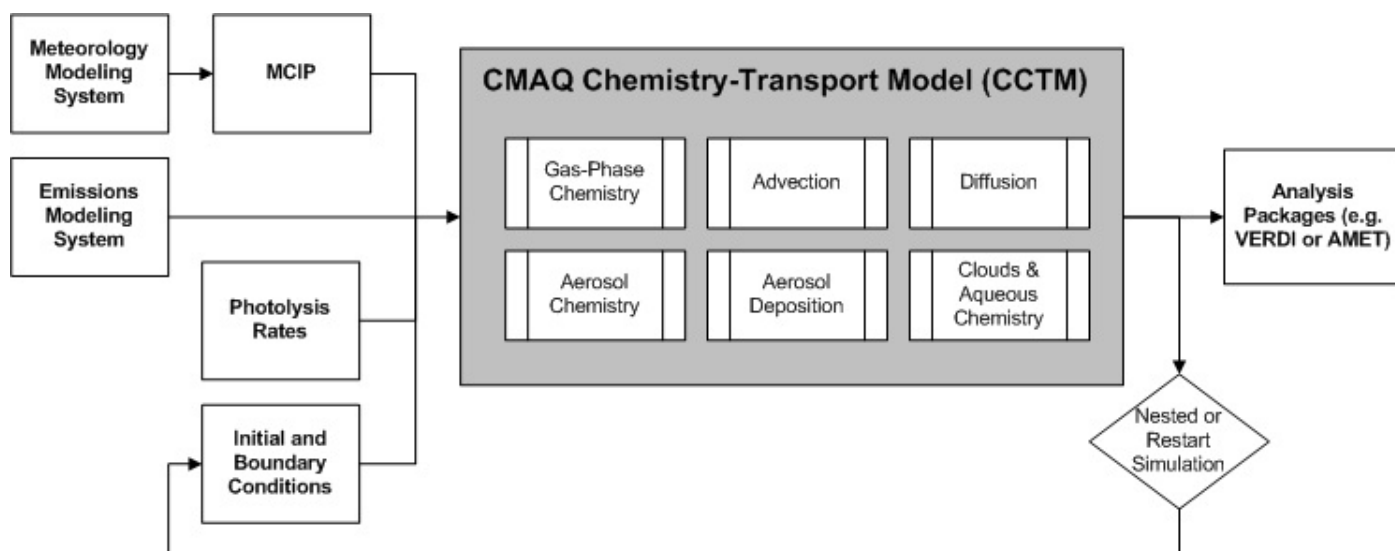 Meteorology
Modeling
System
MCIP
Emissions
Modeling
System
Photolysis
Rates
Initial and
Boundary
Conditions
CMAQ Chemistry-Transport Model (CCTM)
Gas-Phase
Chemistry
Advection
Diffusion
Aerosol
Chemistry
Aerosol
Deposition
Clouds &
Aqueous
Chemistry
Analysis
Packages (e.g.
VERDI or AMET)
Nested or
Restart
Simulation